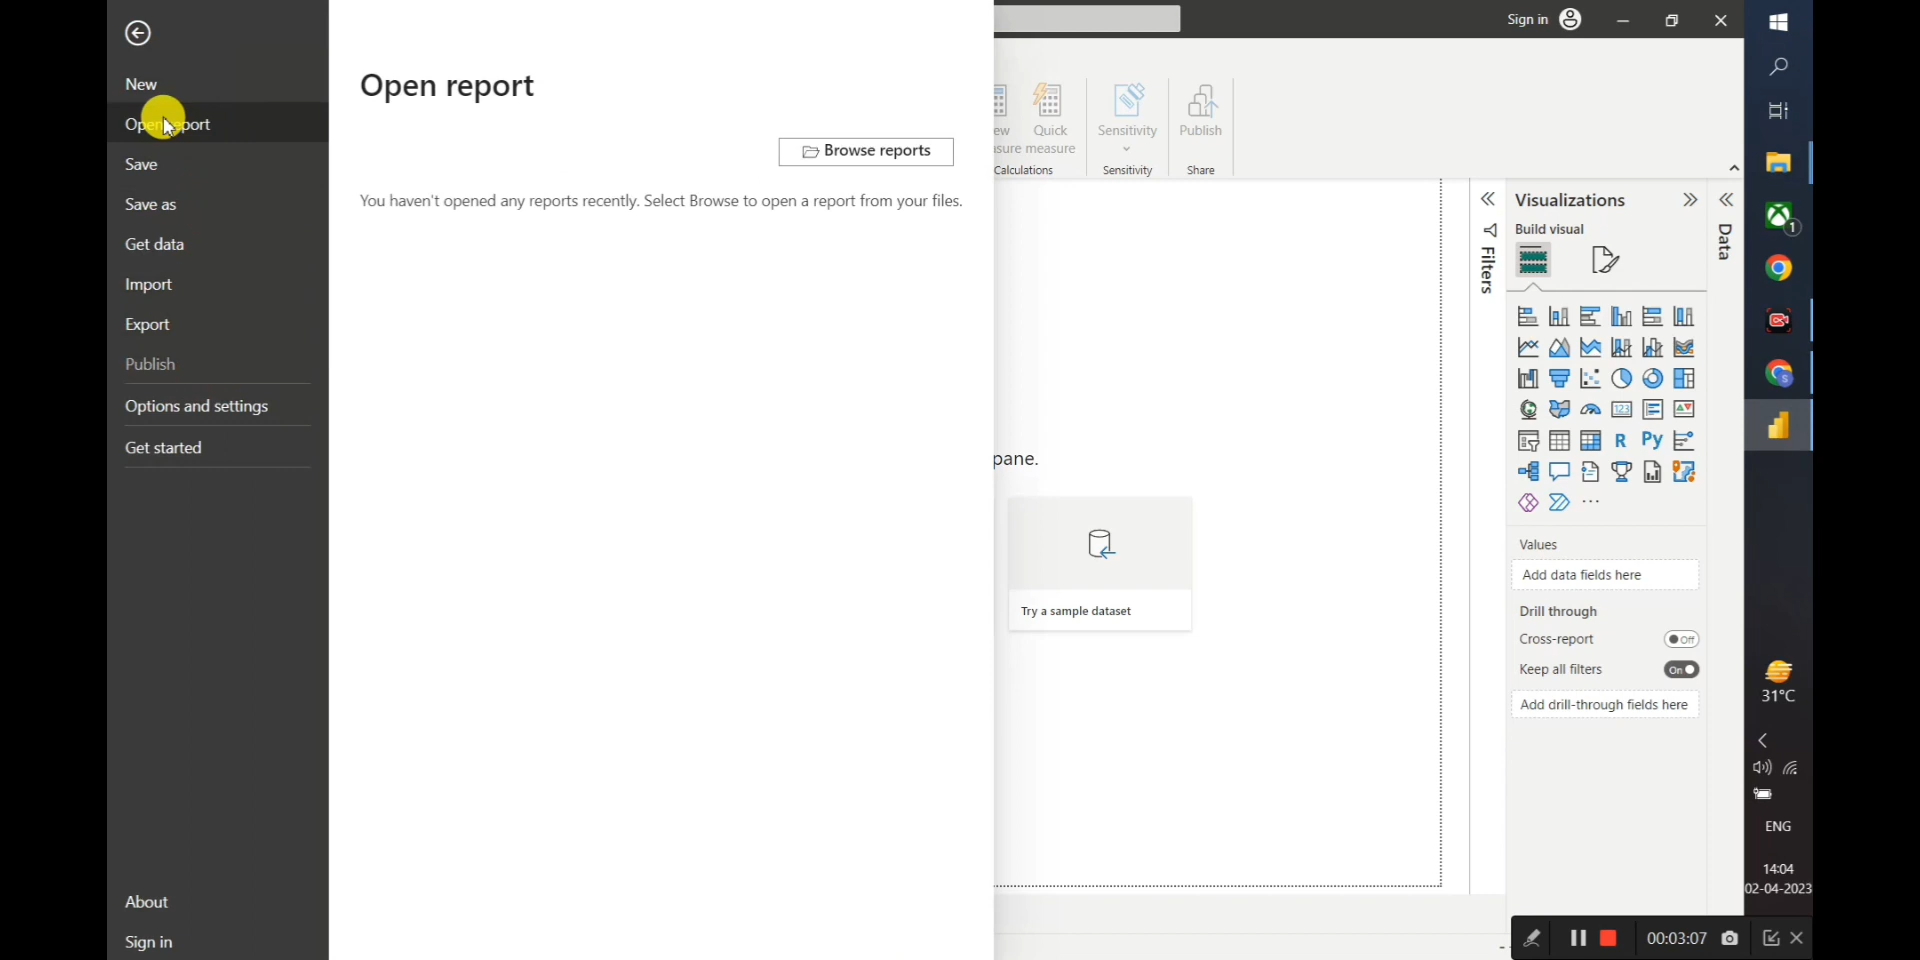 New
Open report
Save
Save as
Get data
Import
Export
Publish
Options and settings
Get started
About
Sign in
Open report
Browse reports
You haven't opened any reports recently. Select Browse to open a report from your files.
Sign in
Quick
measure
Calculations
Sensitivity
Sensitivity
Publish
Share
pane.
Try a sample dataset
Filters
Visualizations
Build visual
123
R
Py
Values
Add data fields here
Drill through
Cross-report
Off
Keep all filters
On
Add drill-through fields here
Data
1
S
31°C
ENG
14:04
02-04-2023
00:03:07